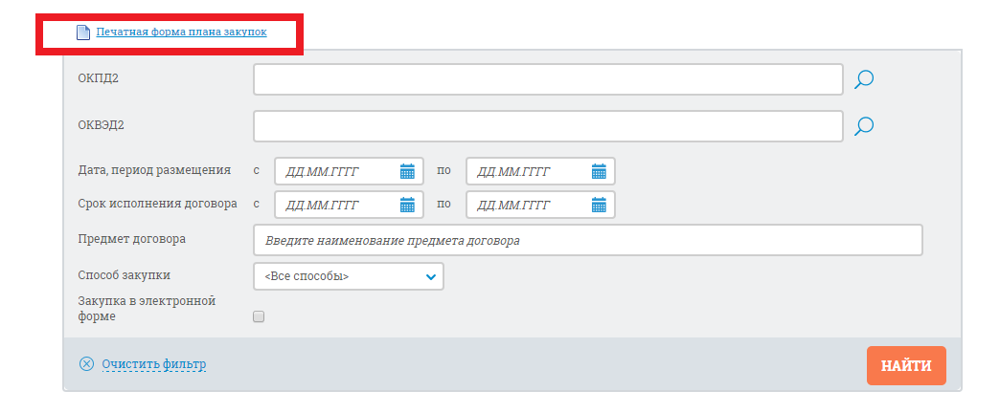 Печатная форма плана закупок
ОКПД2
ОКВЭД2
Дата, период размещения с ДД.ММ.ГГГГ по ДД.ММ.ГГГГ
Срок исполнения договора с ДД.ММ.ГГГГ по ДД.ММ.ГГГГ
Предмет договора Введите наименование предмета договора
Способ закупки <Все способы>
Закупка в электронной
форме
Очистить фильтр НАЙТИ